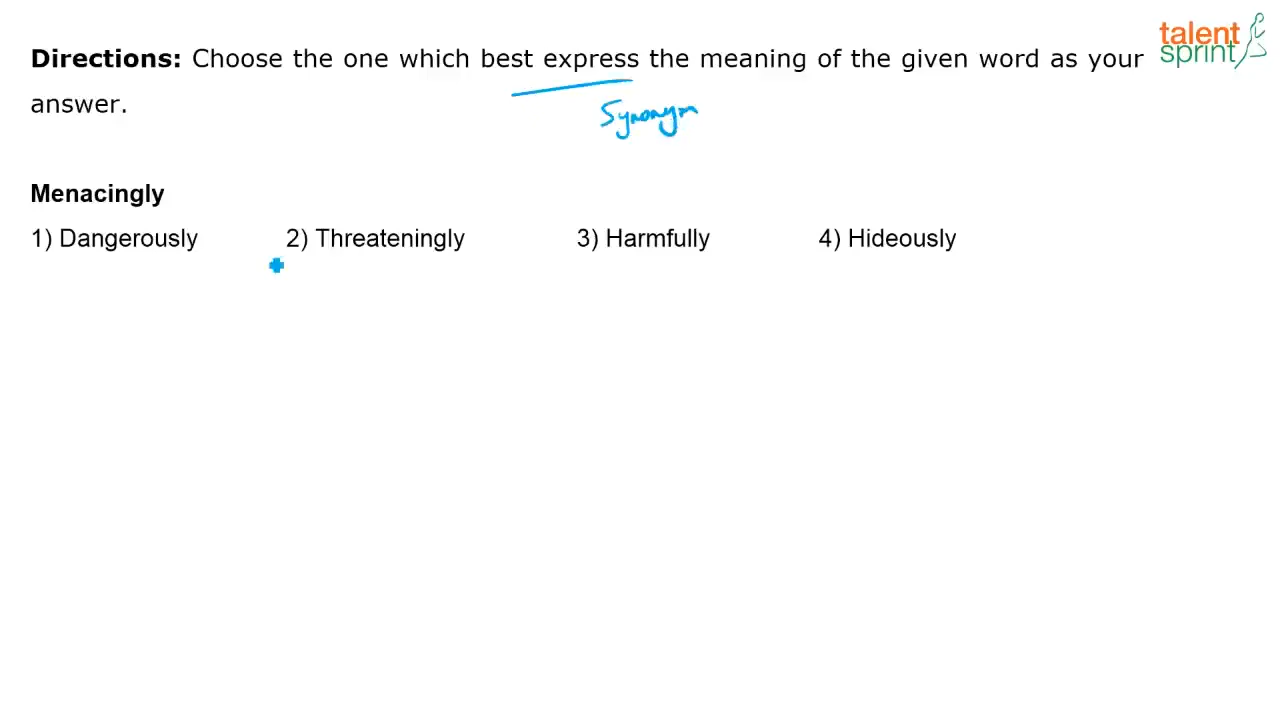 talent
sprint
Directions: Choose the one which best express the meaning of the given word as your
answer.
Synonym
Menacingly
1) Dangerously 2) Threateningly 3) Harmfully 4) Hideously